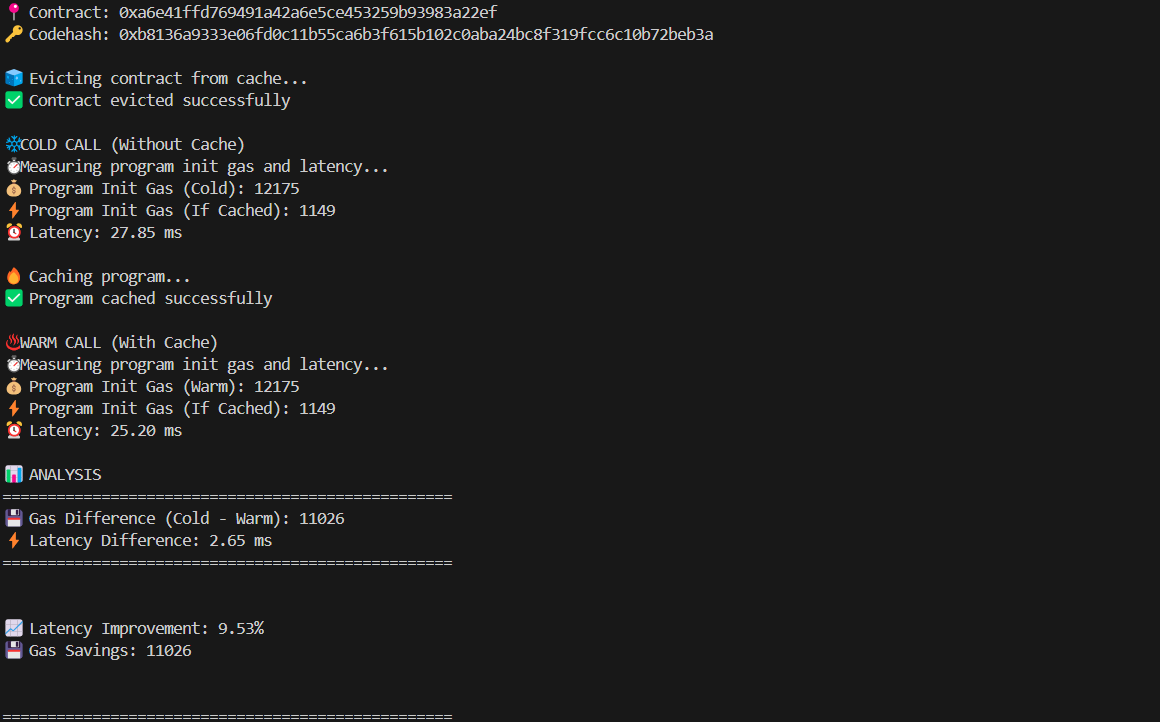 📍 Contract: 0xa6e41ffd769491a42a6e5ce453259b93983a22ef
🔑 Codehash: 0xb8136a9333e06fd0c11b55ca6b3f615b102c0aba24bc8f319fcc6c10b72beb3a
🧊 Evicting contract from cache...
✅ Contract evicted successfully
❄️COLD CALL (Without Cache)
⏱️Measuring program init gas and latency...
💰 Program Init Gas (Cold): 12175
⚡ Program Init Gas (If Cached): 1149
⏰ Latency: 27.85 ms
🔥 Caching program...
✅ Program cached successfully
♨️WARM CALL (With Cache)
⏱️Measuring program init gas and latency...
💰 Program Init Gas (Warm): 12175
⚡ Program Init Gas (If Cached): 1149
⏰ Latency: 25.20 ms
📊 ANALYSIS
==================================================
💾 Gas Difference (Cold - Warm): 11026
⚡ Latency Difference: 2.65 ms
==================================================
📈 Latency Improvement: 9.53%
💾 Gas Savings: 11026
==================================================